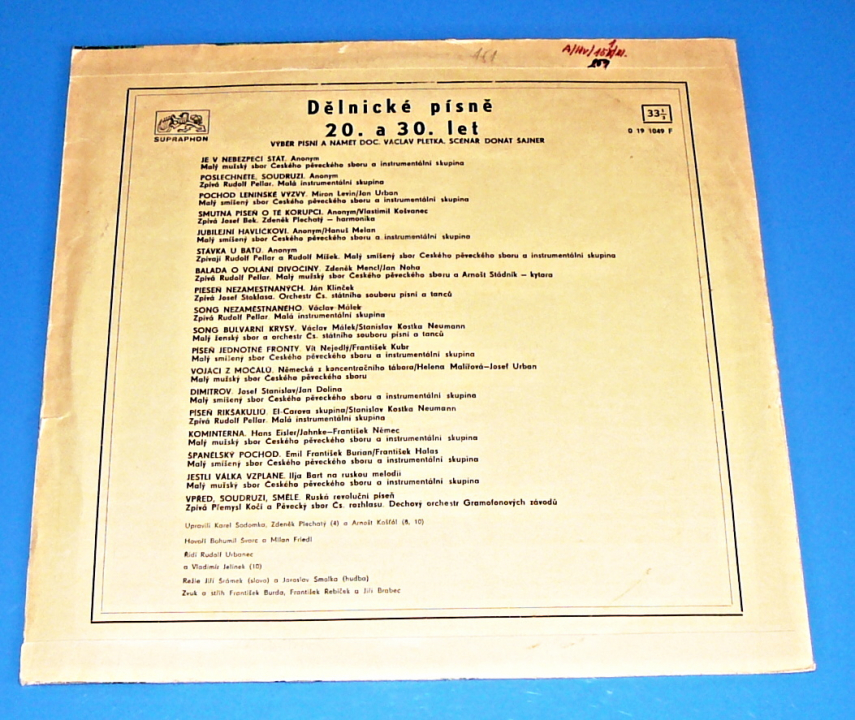 A/Hv/
Dělnické písně
20. a 30. let
SUPRAPHON
33⅓
0 19 1049 F
VÝBĚR PÍSNÍ A NÁMĚT DOC. VÁCLAV PLETKA. SCÉNÁŘ DONÁT ŠAJNER
JE V NEBEZPEČÍ STÁT. Anonym
Malý mužský sbor Českého pěveckého sboru a instrumentální skupina
POSLECHNĚTE, SOUDRUZI. Anonym
Zpívá Rudolf Pellar. Malá instrumentální skupina
POCHOD LENINSKÉ VÝZVY. Miron Levin/Jan Urban
Malý smíšený sbor Českého pěveckého sboru a instrumentální skupina
SMUTNÁ PÍSEŇ O TÉ KORUPCI. Anonym/Vlastimil Košvanec
Zpívá Josef Bek. Zdeněk Plechatý – harmonika
JUBILEJNÍ HAVLÍČKOVI. Anonym/Hanuš Melan
Malý smíšený sbor Českého pěveckého sboru a instrumentální skupina
STÁVKA U BATŮ. Anonym
Zpívají Rudolf Pellar a Rudolf Míšek. Malý smíšený sbor Českého pěveckého sboru a instrumentální skupina
BALADA O VOLÁNÍ DIVOČINY. Zdeněk Mencl/Jan Noha
Zpívá Rudolf Pellar. Malý mužský sbor Českého pěveckého sboru a Arnošt Stádník – kytara
PIESEŇ NEZAMESTNANÝCH. Ján Klinček
Zpívá Josef Staklasa. Orchestr Čs. státního souboru písní a tanců
SONG NEZAMĚSTNANÉHO. Václav Málek
Zpívá Rudolf Pellar. Malá instrumentální skupina
SONG BULVÁRNÍ KRYSY. Václav Málek/Stanislav Kostka Neumann
Malý ženský sbor a orchestr Čs. státního souboru písní a tanců
PÍSEŇ JEDNOTNÉ FRONTY. Vít Nejedlý/František Kubr
Malý smíšený sbor Českého pěveckého sboru a instrumentální skupina
VOJÁCI Z MOČÁLŮ. Německá z koncentračního tábora/Helena Malířová–Josef Urban
Malý mužský sbor Českého pěveckého sboru
DIMITROV. Josef Stanislav/Jan Dolina
Malý smíšený sbor Českého pěveckého sboru a instrumentální skupina
PÍSEŇ RIKŠAKULIŮ. El-Carova skupina/Stanislav Kostka Neumann
Zpívá Rudolf Pellar. Malá instrumentální skupina
KOMINTERNA. Hans Eisler/Jahnke–František Němec
Malý mužský sbor Českého pěveckého sboru a instrumentální skupina
ŠPANĚLSKÝ POCHOD. Emil František Burian/František Halas
Malý smíšený sbor Českého pěveckého sboru a instrumentální skupina
JESTLI VÁLKA VZPLANE. Ilja Bart na ruskou melodii
Malý mužský sbor Českého pěveckého sboru a instrumentální skupina
VPŘED, SOUDRUZI, SMĚLE. Ruská revoluční píseň
Zpívá Přemysl Kočí a Pěvecký sbor Čs. rozhlasu. Dechový orchestr Gramofonových závodů
Upravili Karel Sodomka, Zdeněk Plechatý (4) a Arnošt Košťál (8, 10)
Hovoří Bohumil Švarc a Milan Friedl
Řídí Rudolf Urbanec
a Vladimír Jelínek (10)
Režie Jiří Šrámek (slovo) a Jaroslav Smolka (hudba)
Zvuk a střih František Burda, František Řebíček a Jiří Brabec